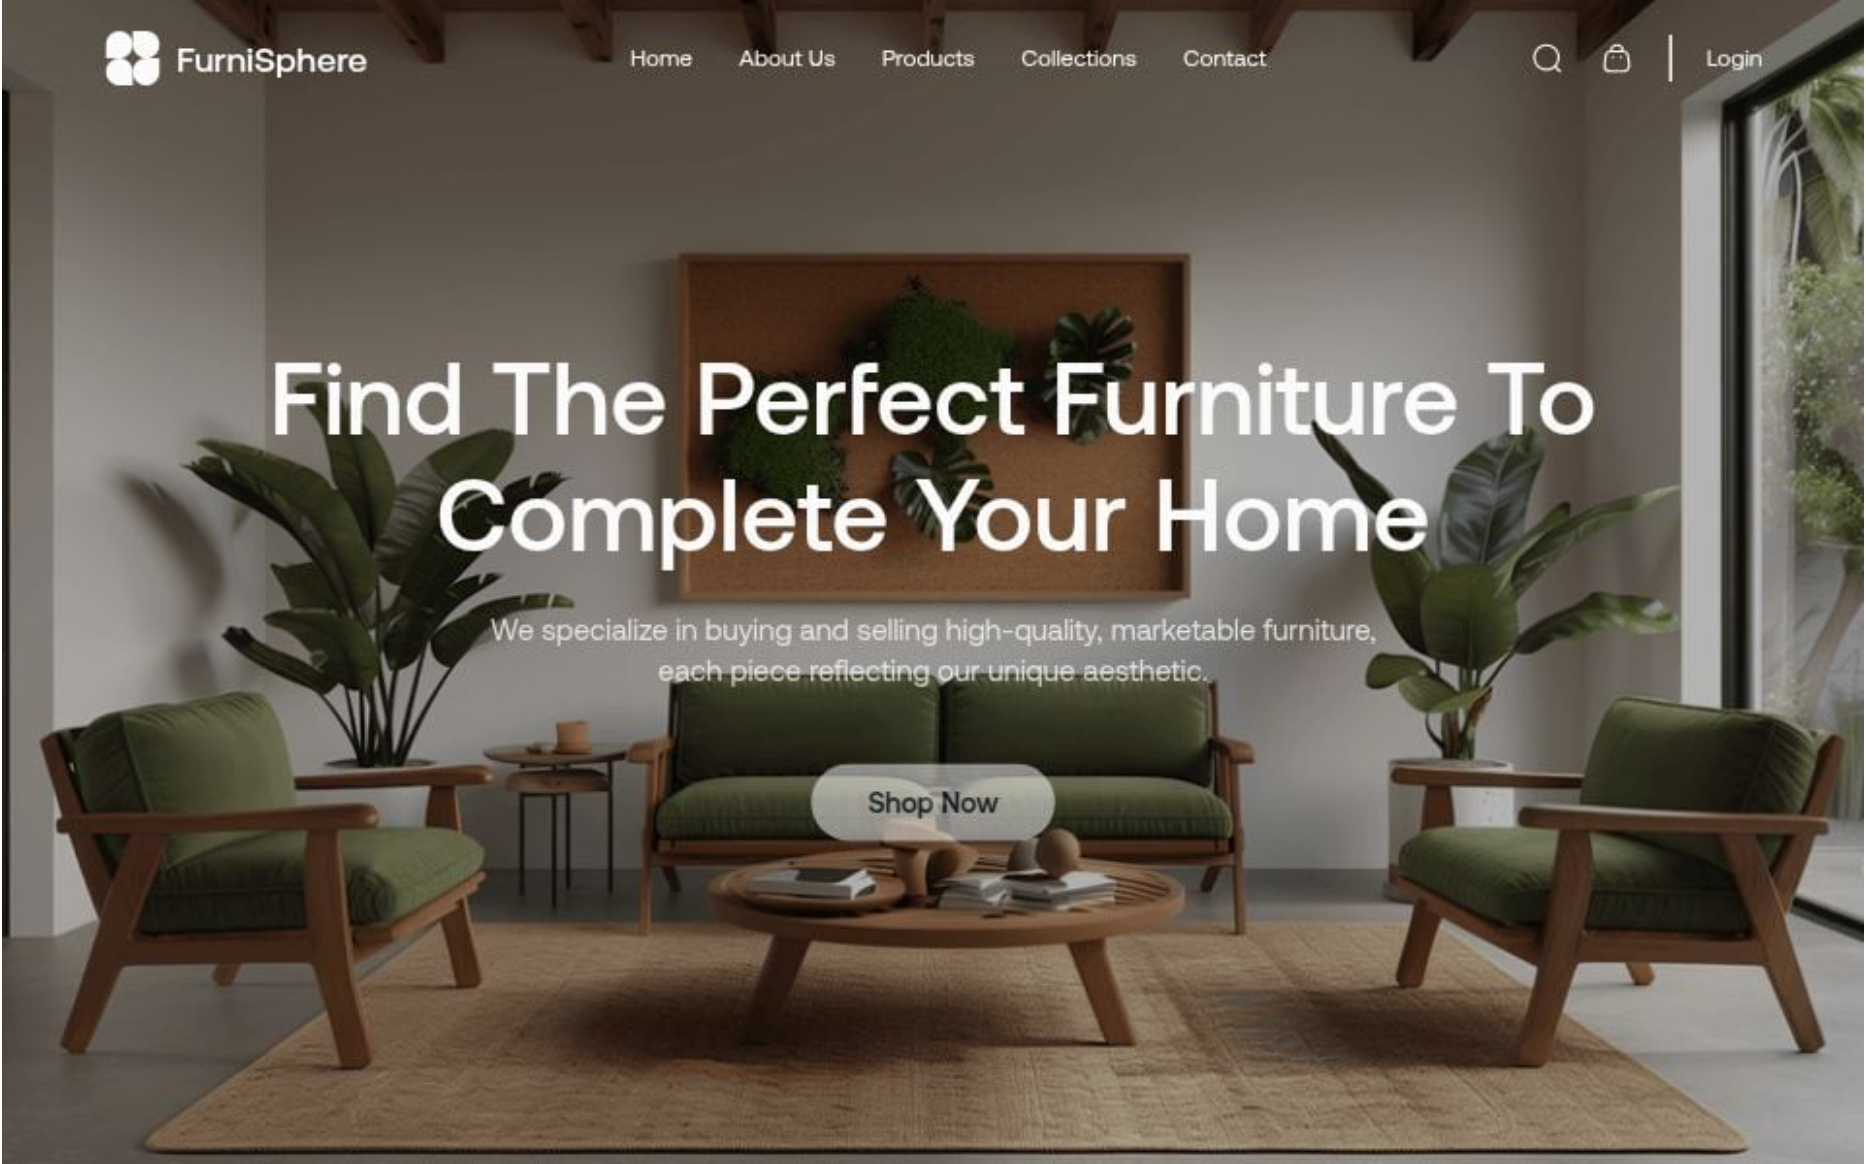 FurniSphere
Home About Us Products Collections Contact
Login
Find The Perfect Furniture To
Complete Your Home
We specialize in buying and selling high-quality, marketable furniture,
each piece reflecting our unique aesthetic.
Shop Now